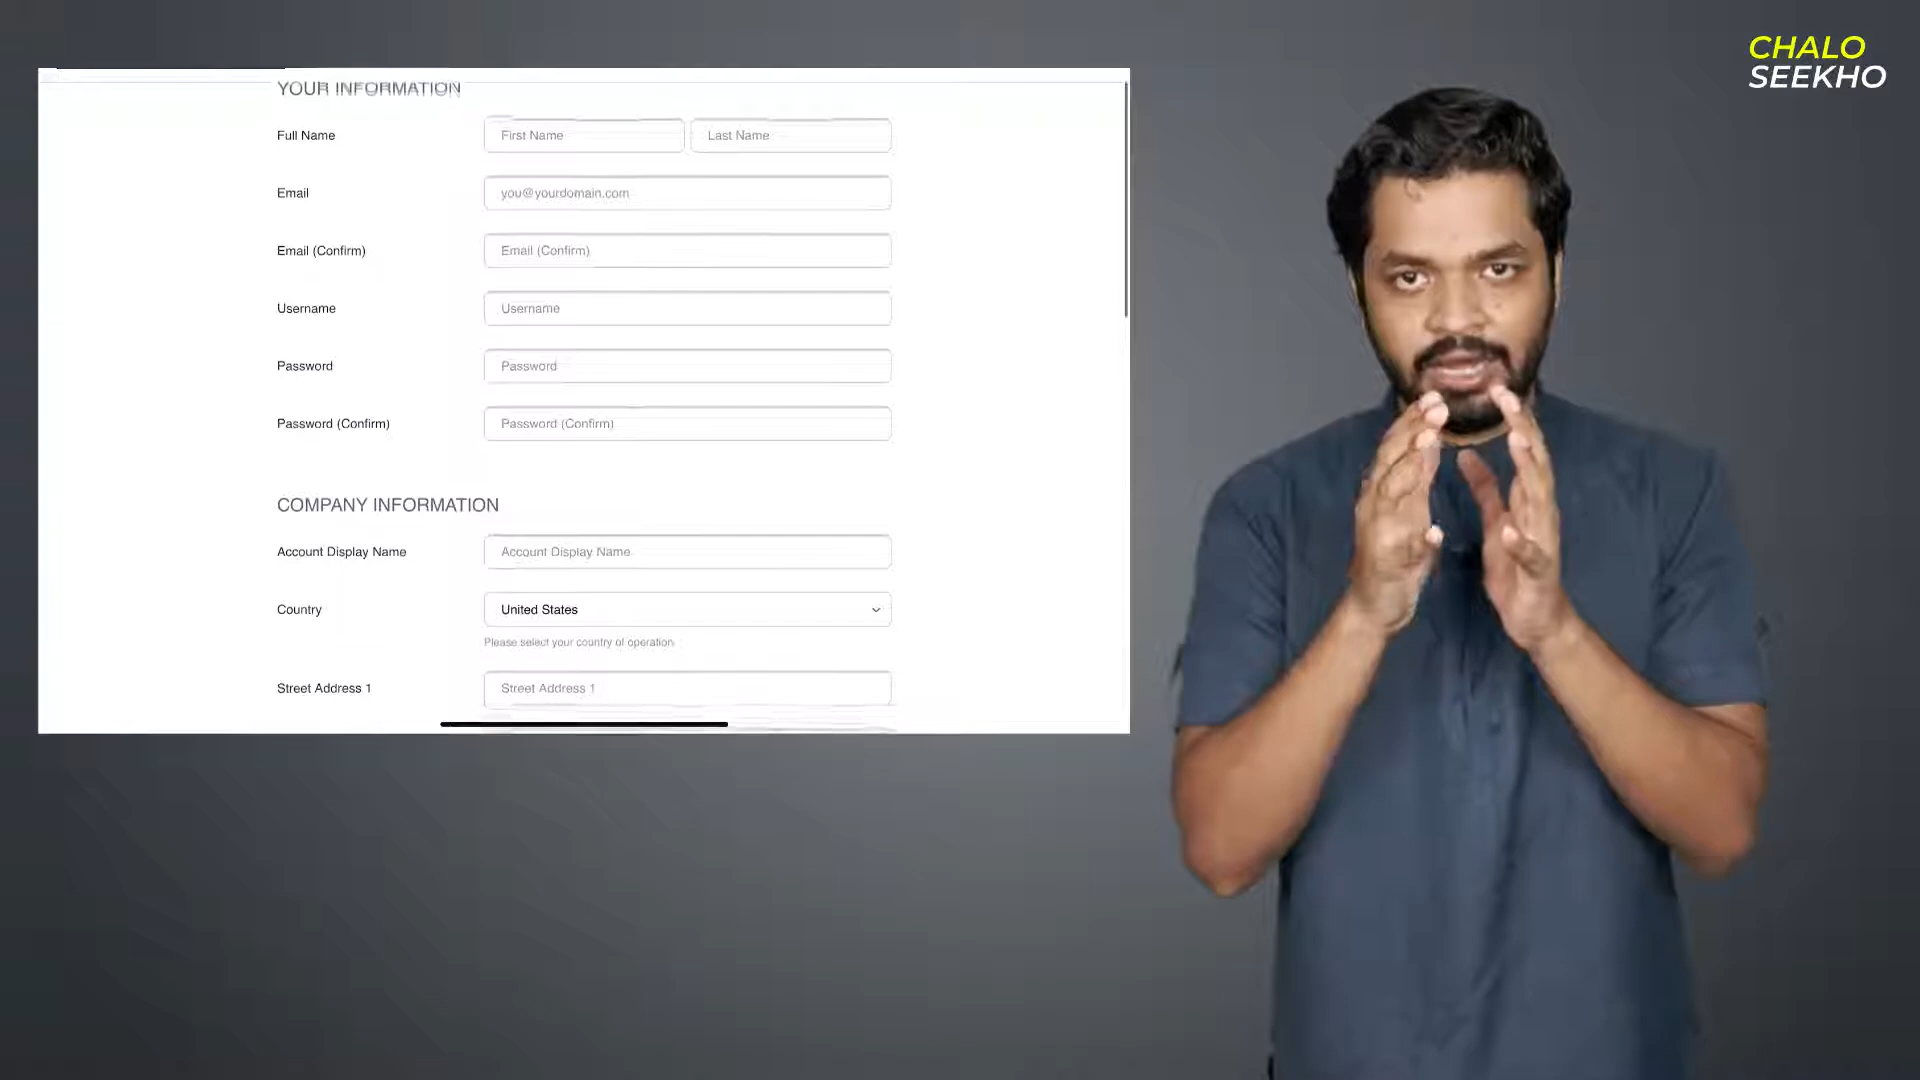 CHALO
SEEKHO
YOUR INFORMATION
Full Name First Name Last Name
Email you@yourdomain.com
Email (Confirm) Email (Confirm)
Username Username
Password Password
Password (Confirm) Password (Confirm)
COMPANY INFORMATION
Account Display Name Account Display Name
Country United States
Please select your country of operation
Street Address 1 Street Address 1